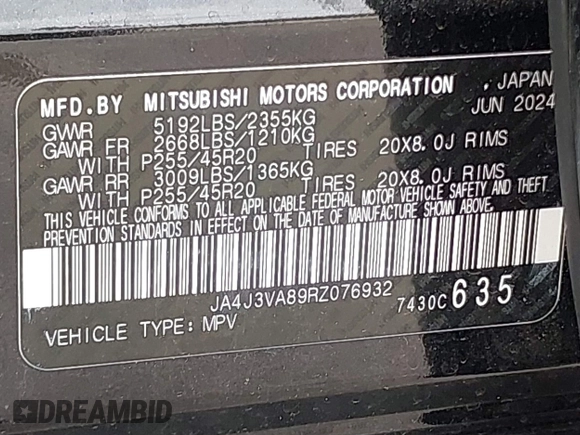 MFD.BY MITSUBISHI MOTORS CORPORATION , JAPAN
JUN 2024
GWWR 5192LBS/2355KG
GAWR FR 2668LBS/1210KG
WITH P255/45R20 TIRES 20X8.0J RIMS
GAWR RR 3009LBS/1365KG
WITH P255/45R20 TIRES 20X8.0J RIMS
THIS VEHICLE CONFORMS TO ALL APPLICABLE FEDERAL MOTOR VEHICLE SAFETY AND THEFT
PREVENTION STANDARDS IN EFFECT ON THE DATE OF MANUFACTURE SHOWN ABOVE.
JA4J3VA89RZ076932
7430C 635
VEHICLE TYPE: MPV
DREAMBID